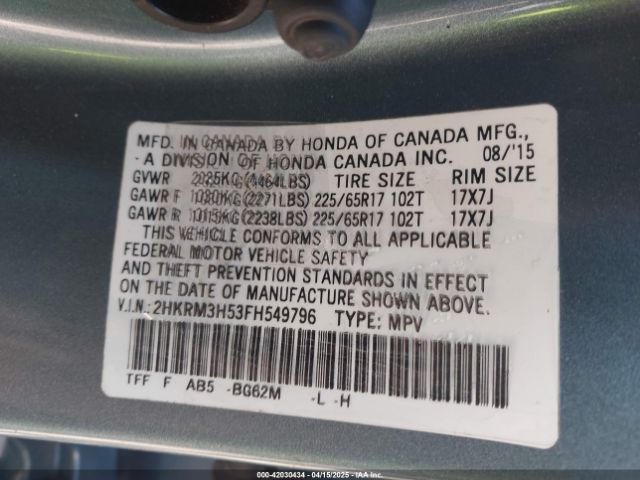 MFD. IN CANADA BY HONDA OF CANADA MFG.,
- A DIVISION OF HONDA CANADA INC. 08/'15
GVWR 2025KG (4464LBS) TIRE SIZE RIM SIZE
GAWR F 1030KG (2271LBS) 225/65R17 102T 17X7J
GAWR R 1015KG (2238LBS) 225/65R17 102T 17X7J
THIS VEHICLE CONFORMS TO ALL APPLICABLE
FEDERAL MOTOR VEHICLE SAFETY
AND THEFT PREVENTION STANDARDS IN EFFECT
ON THE DATE OF MANUFACTURE SHOWN ABOVE.
V.I.N.: 2HKRM3H53FH549796 TYPE: MPV
TFF F AB5 -BG62M -L -H
000-42030434 - 04/15/2025 - IAA Inc.